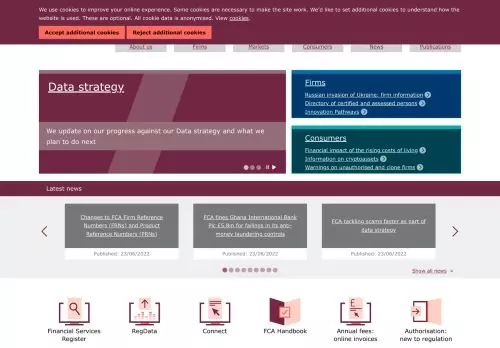 We use cookies to improve your online experience. Some cookies are necessary to make the site work. We'd like to set additional cookies to understand how the
website is used. These are optional. All cookie data is anonymised. View cookies.
Accept additional cookies
Reject additional cookies
About us
Firms
Markets
Consumers
News
Publications
Data strategy
We update on our progress against our Data strategy and what we
plan to do next
Firms
Russian invasion of Ukraine: firm information
Directory of certified and assessed persons
Innovation Pathways
Consumers
Financial impact of the rising costs of living
Information on cryptoassets
Warnings on unauthorised and clone firms
Latest news
Changes to FCA Firm Reference
Numbers (FRNs) and Product
Reference Numbers (PRNs)
Published: 23/06/2022
FCA fines Ghana International Bank
Plc £5.8m for failings in its anti-
money laundering controls
Published: 23/06/2022
FCA tackling scams faster as part of
data strategy
Published: 23/06/2022
Show all news
Financial Services
Register
RegData
Connect
FCA Handbook
Annual fees:
online invoices
Authorisation:
new to regulation